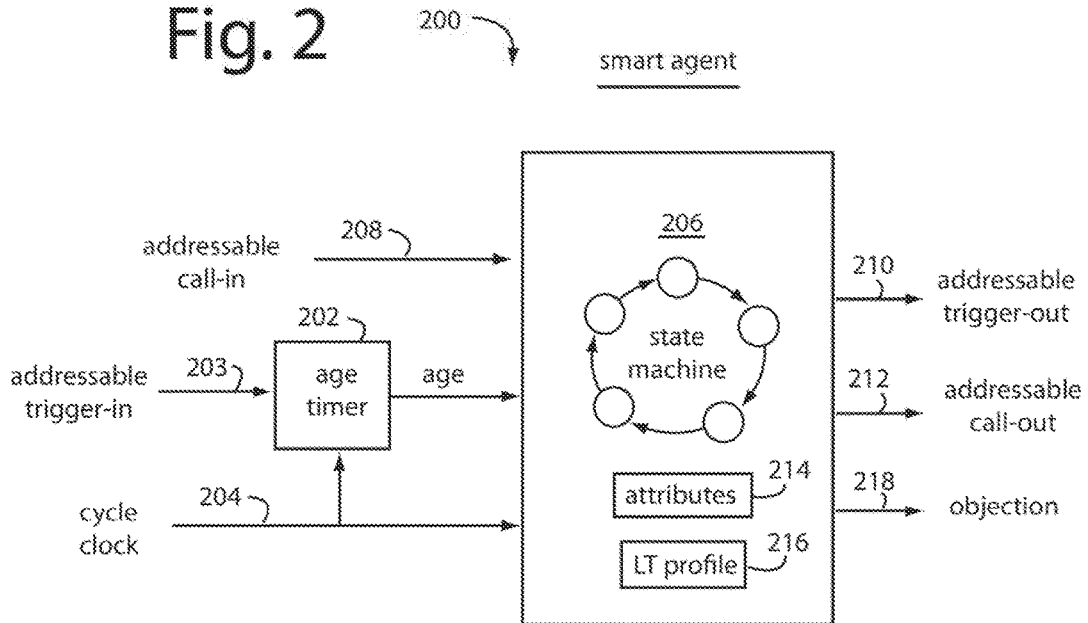 Fig. 2
200
smart agent
addressable
call-in
208
202
addressable
trigger-in
203
age
timer
age
cycle
clock
204
206
state
machine
attributes
214
LT profile
216
210
addressable
trigger-out
212
addressable
call-out
218
objection